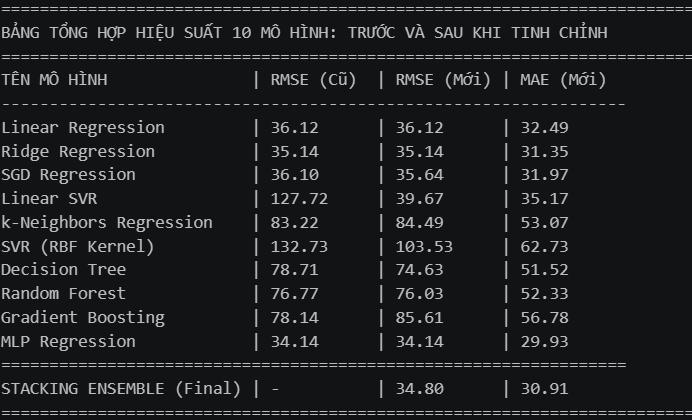 ================================================================================
BẢNG TỔNG HỢP HIỆU SUẤT 10 MÔ HÌNH: TRƯỚC VÀ SAU KHI TINH CHỈNH
================================================================================
TÊN MÔ HÌNH | RMSE (Cũ) | RMSE (Mới) | MAE (Mới)
-----------------------------------------------------------------
Linear Regression | 36.12 | 36.12 | 32.49
Ridge Regression | 35.14 | 35.14 | 31.35
SGD Regression | 36.10 | 35.64 | 31.97
Linear SVR | 127.72 | 39.67 | 35.17
k-Neighbors Regression | 83.22 | 84.49 | 53.07
SVR (RBF Kernel) | 132.73 | 103.53 | 62.73
Decision Tree | 78.71 | 74.63 | 51.52
Random Forest | 76.77 | 76.03 | 52.33
Gradient Boosting | 78.14 | 85.61 | 56.78
MLP Regression | 34.14 | 34.14 | 29.93
=================================================================
STACKING ENSEMBLE (Final) | - | 34.80 | 30.91
================================================================================